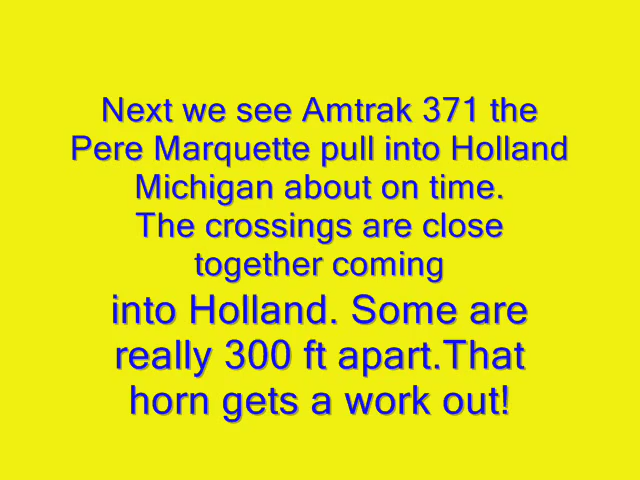 Next we see Amtrak 371 the
Pere Marquette pull into Holland
Michigan about on time.
The crossings are close
together coming
into Holland. Some are
really 300 ft apart.That
horn gets a work out!